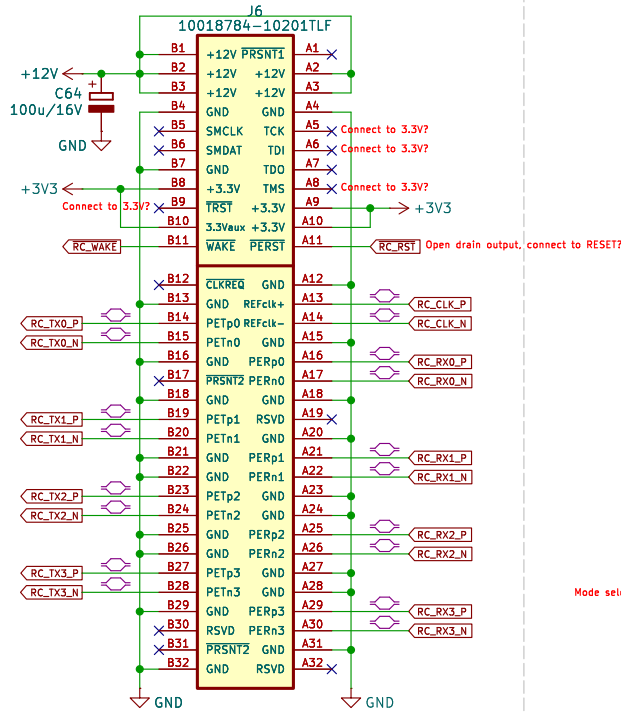 J6
10018784-10201TLF
B1 +12V PRSNT1 A1
+12V B2 +12V +12V A2
B3 +12V +12V A3
C64
100u/16V
GND
B4 GND GND A4
B5 SMCLK TCK A5 Connect to 3.3V?
B6 SMDAT TDI A6 Connect to 3.3V?
B7 GND TDO A7
+3V3 B8 +3.3V TMS A8 Connect to 3.3V?
Connect to 3.3V? B9 TRST +3.3V A9 +3V3
B10 3.3Vaux +3.3V A10
RC_WAKE B11 WAKE PERST A11 RC_RST Open drain output, connect to RESET?
B12 CLKREQ GND A12
B13 GND REFclk+ A13 RC_CLK_P
RC_TX0_P B14 PETp0 REFclk- A14 RC_CLK_N
RC_TX0_N B15 PETn0 GND A15
B16 GND PERp0 A16 RC_RX0_P
B17 PRSNT2 PERn0 A17 RC_RX0_N
B18 GND GND A18
RC_TX1_P B19 PETp1 RSVD A19
RC_TX1_N B20 PETn1 GND A20
B21 GND PERp1 A21 RC_RX1_P
B22 GND PERn1 A22 RC_RX1_N
RC_TX2_P B23 PETp2 GND A23
RC_TX2_N B24 PETn2 GND A24
B25 GND PERp2 A25 RC_RX2_P
B26 GND PERn2 A26 RC_RX2_N
RC_TX3_P B27 PETp3 GND A27
RC_TX3_N B28 PETn3 GND A28
Mode sel
B29 GND PERp3 A29 RC_RX3_P
B30 RSVD PERn3 A30 RC_RX3_N
B31 PRSNT2 GND A31
B32 GND RSVD A32
GND GND